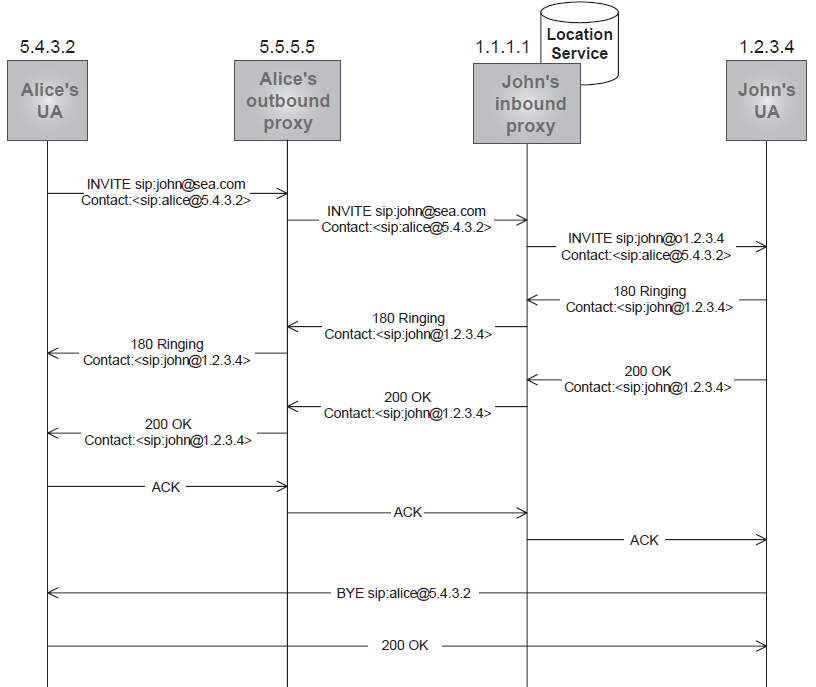 Location
Service
5.4.3.2
5.5.5.5
1.1.1.1
1.2.3.4
Alice's
UA
Alice's
outbound
proxy
John's
inbound
proxy
John's
UA
INVITE sip:john@sea.com
Contact:<sip:alice@5.4.3.2>
INVITE sip:john@sea.com
Contact:<sip:alice@5.4.3.2>
INVITE sip:john@o1.2.3.4
Contact:<sip:alice@5.4.3.2>
180 Ringing
Contact:<sip:john@1.2.3.4>
180 Ringing
Contact:<sip:john@1.2.3.4>
180 Ringing
Contact:<sip:john@1.2.3.4>
200 OK
Contact:<sip:john@1.2.3.4>
200 OK
Contact:<sip:john@1.2.3.4>
200 OK
Contact:<sip:john@1.2.3.4>
ACK
ACK
ACK
BYE sip:alice@5.4.3.2
200 OK